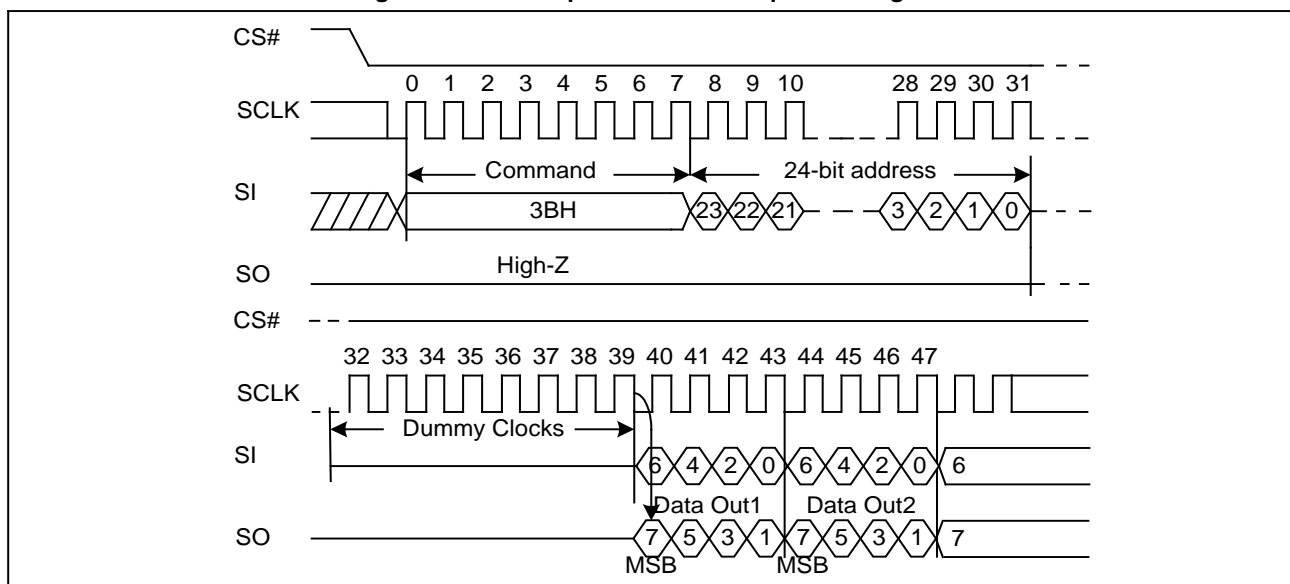 CS#
0 1 2 3 4 5 6 7 8 9 10 28 29 30 31
SCLK
Command 24-bit address
SI
3BH 23 22 21 3 2 1 0
High-Z
SO
CS#
32 33 34 35 36 37 38 39 40 41 42 43 44 45 46 47
SCLK
Dummy Clocks
SI
6 4 2 0 6 4 2 0 6
Data Out1 Data Out2
SO
7 5 3 1 7 5 3 1 7
MSB MSB